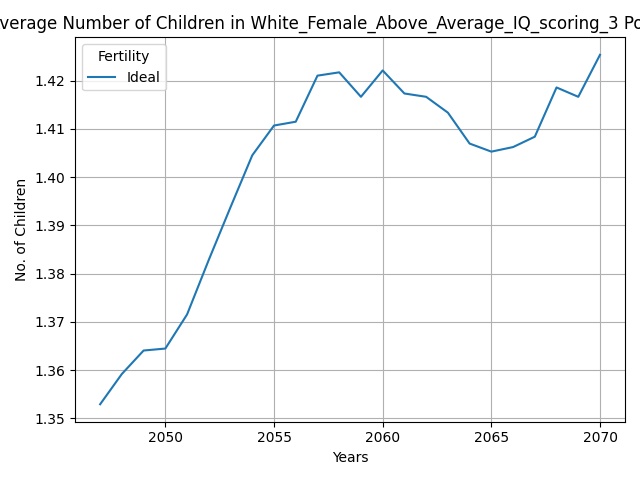 verage Number of Children in White_Female_Above_Average_IQ_scoring_3 Po
Fertility
Ideal
No. of Children
1.42
1.41
1.40
1.39
1.38
1.37
1.36
1.35
2050 2055 2060 2065 2070
Years